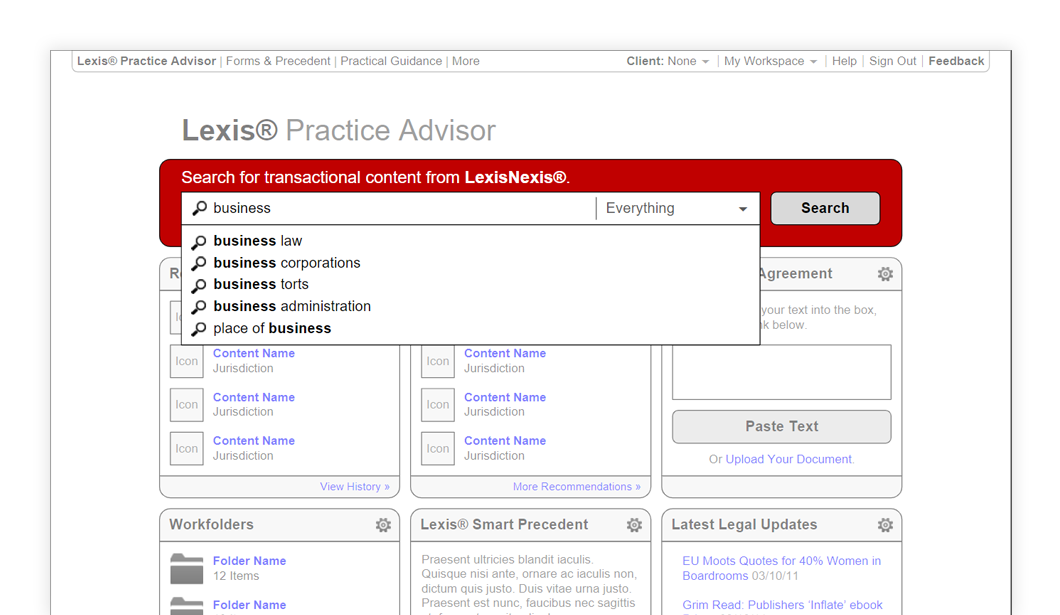 Lexis® Practice Advisor | Forms & Precedent | Practical Guidance | More
Client: None | My Workspace | Help | Sign Out | Feedback
Lexis® Practice Advisor
Search for transactional content from LexisNexis®.
business
Everything
Search
business law
business corporations
business torts
business administration
place of business
Agreement
your text into the box,
below.
Icon
Content Name
Jurisdiction
Icon
Content Name
Jurisdiction
Icon
Content Name
Jurisdiction
View History »
Icon
Content Name
Jurisdiction
Icon
Content Name
Jurisdiction
Icon
Content Name
Jurisdiction
More Recommendations »
Paste Text
Or Upload Your Document.
Workfolders
Folder Name
12 Items
Folder Name
Lexis® Smart Precedent
Praesent ultricies blandit iaculis.
Quisque nisi ante, ornare ac iaculis non,
dictum quis justo. Duis vitae urna justo.
Praesent est nunc, faucibus nec sagittis
Latest Legal Updates
EU Moots Quotes for 40% Women in
Boardrooms 03/10/11
Grim Read: Publishers ‘Inflate’ ebook